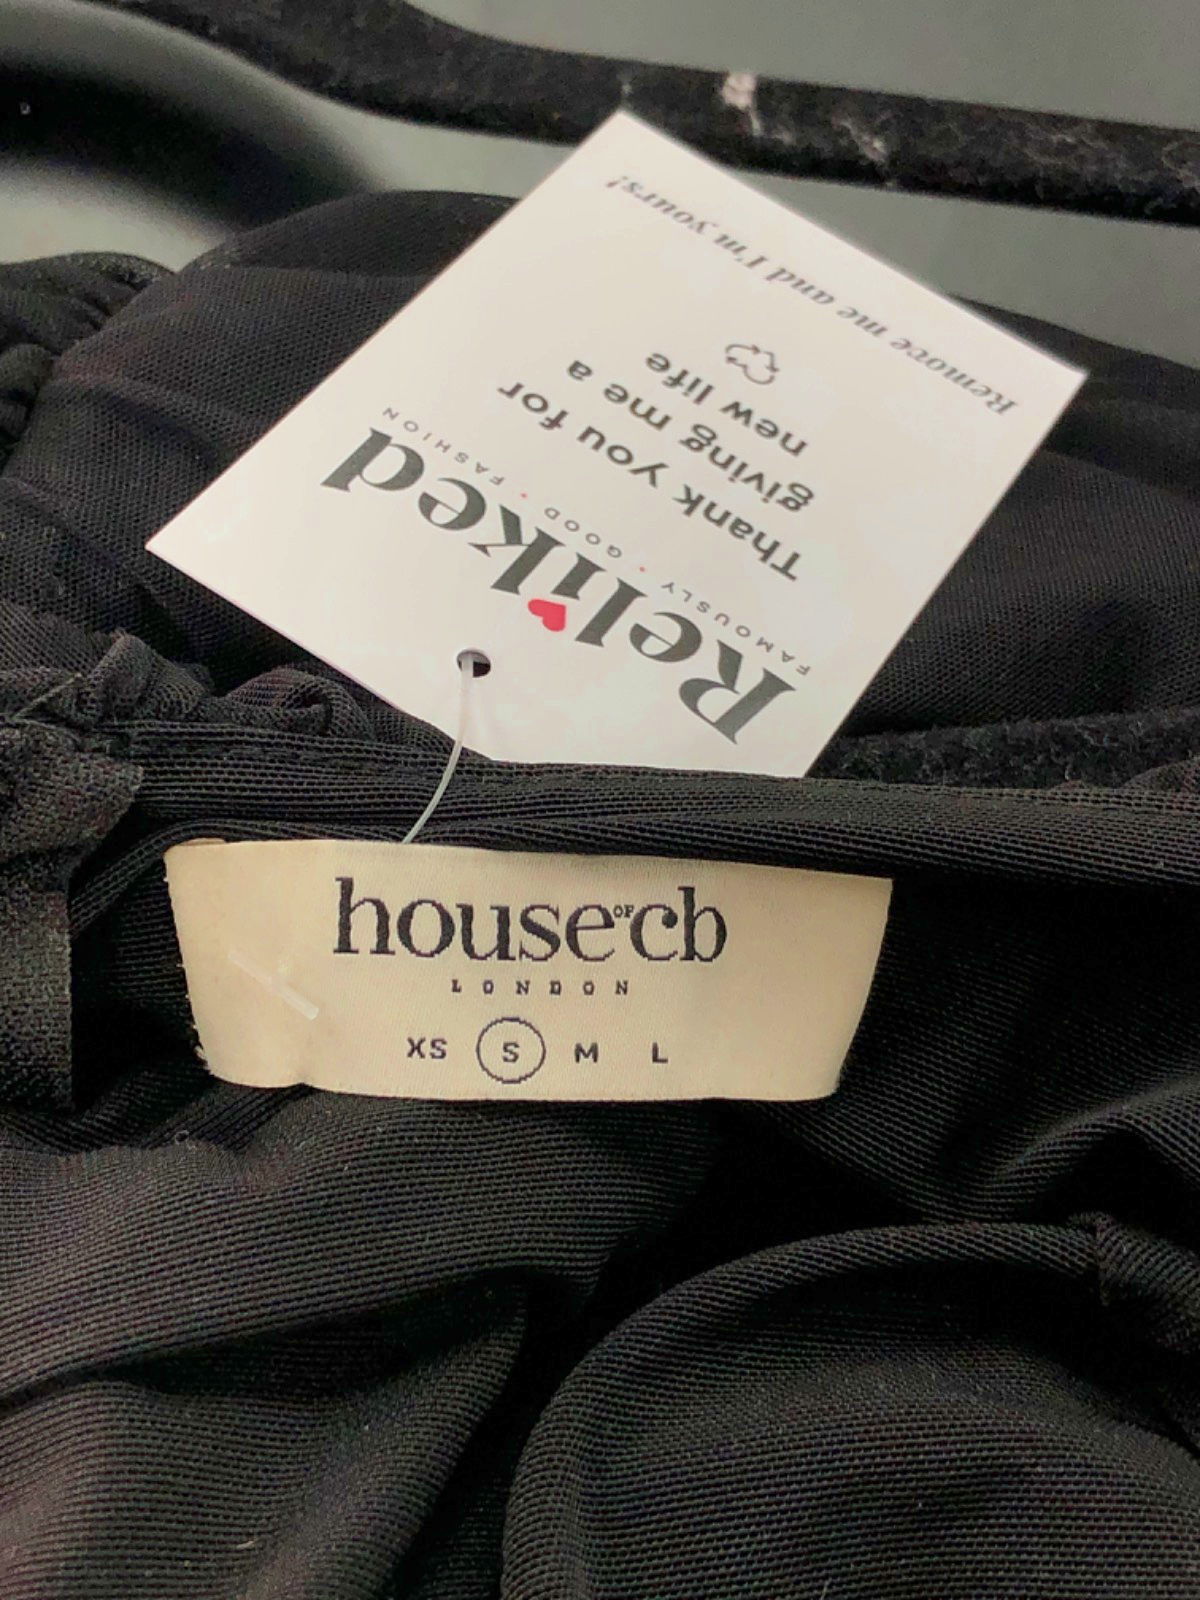 Reliked
FAMOUSLY • GOOD • FASHION
Thank you for
giving me a
new life
Remove me and I'm yours!
house OF cb
LONDON
XS S M L